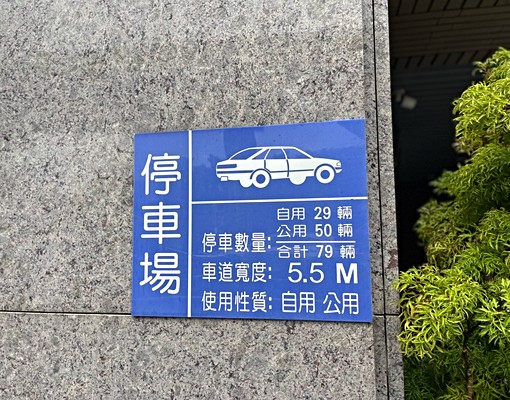 停車場
停車數量:
自用 29 輛
公用 50 輛
合計 79 輛
車道寬度: 5.5 M
使用性質: 自用 公用